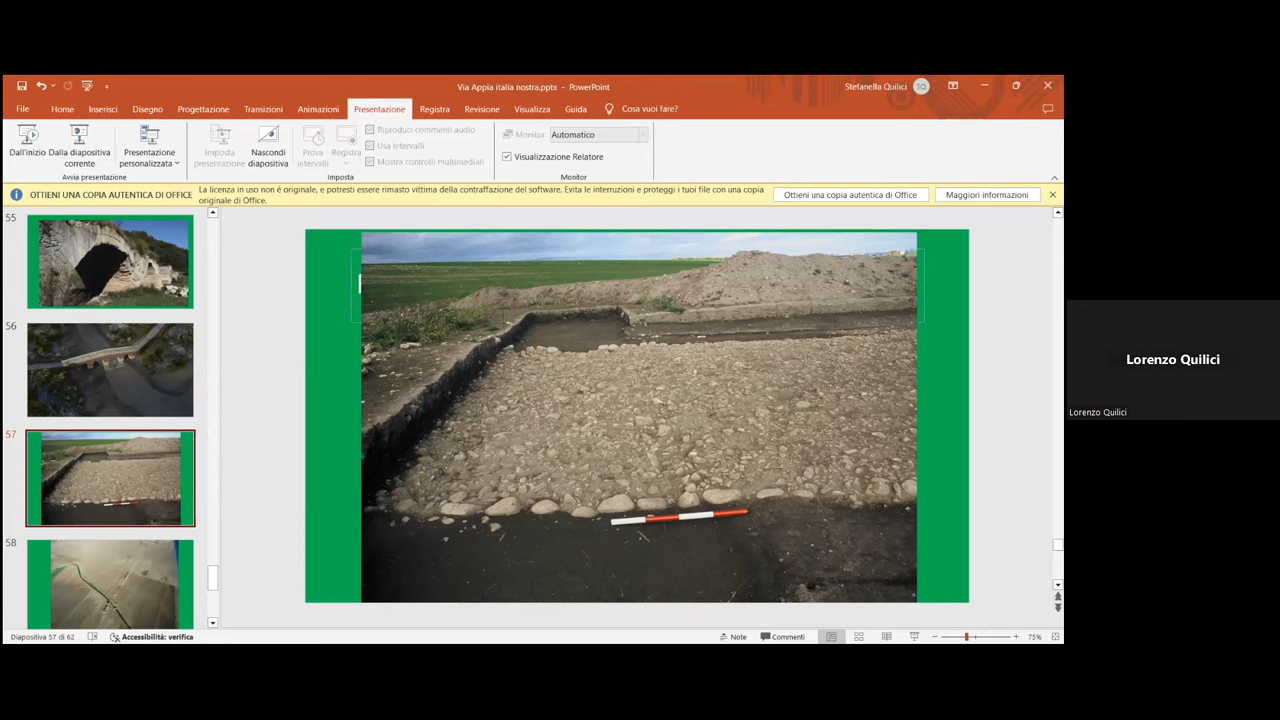 Via Appia italia nostra.pptx - PowerPoint
Stefanella Quilici
SQ
File Home Inserisci Disegno Progettazione Transizioni Animazioni Presentazione Registra Revisione Visualizza Guida Cosa vuoi fare?
Dall'inizio
Dalla diapositiva corrente
Presentazione personalizzata
Avvia presentazione
Imposta presentazione
Nascondi diapositiva
Prova intervalli
Registra
Riproduci commenti audio
Usa intervalli
Mostra controlli multimediali
Imposta
Monitor: Automatico
Visualizzazione Relatore
Monitor
OTTIENI UNA COPIA AUTENTICA DI OFFICE
La licenza in uso non è originale, e potresti essere rimasto vittima della contraffazione del software. Evita le interruzioni e proteggi i tuoi file con una copia
originale di Office.
Ottieni una copia autentica di Office
Maggiori informazioni
55
56
57
58
Lorenzo Quilici
Lorenzo Quilici
Diapositiva 57 di 62
Accessibilità: verifica
Note
Commenti
75%